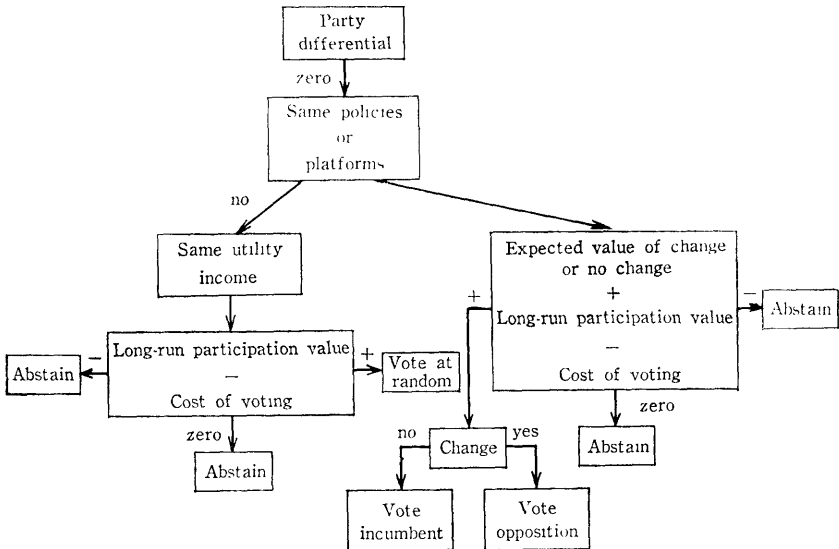 Party
differential
zero
Same policies
or
platforms
no
Same utility
income
Expected value of change
or no change
+
Long-run participation value
−
Cost of voting
+
−
Abstain
zero
Abstain
Long-run participation value
−
Cost of voting
−
Abstain
+
Vote at
random
zero
Abstain
Change
no
yes
Vote
incumbent
Vote
opposition